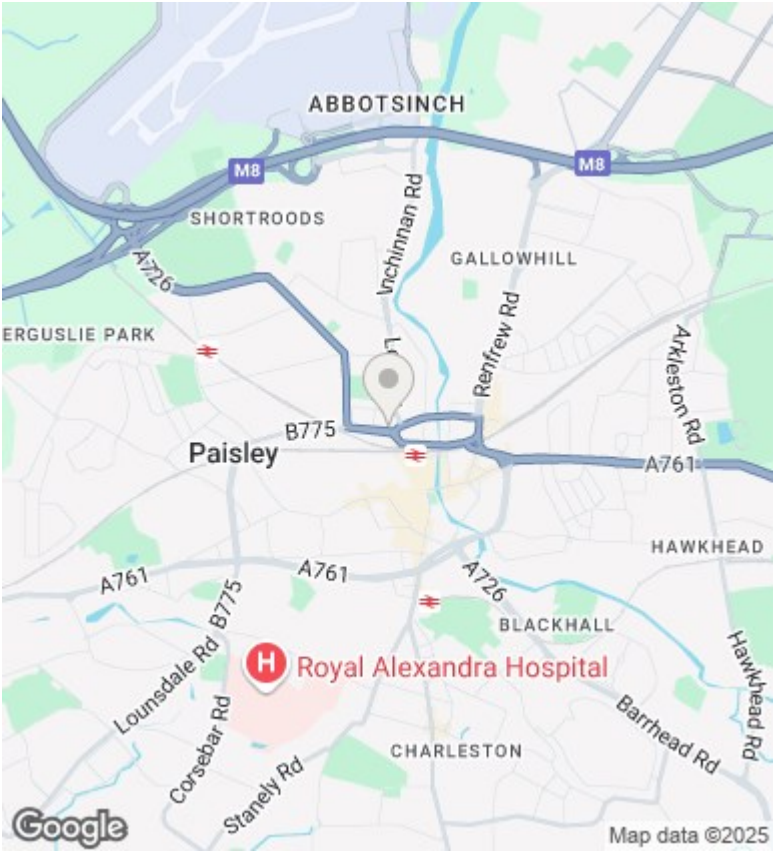 ABBOTSINCH
M8
M8
SHORTROODS
Inchinnan Rd
GALLOWHILL
A726
ERGUSLIE PARK
Renfrew Rd
Arkleston Rd
B775
Paisley
A761
HAWKHEAD
A761
A761
A726
B775
BLACKHALL
Lounsdale Rd
H Royal Alexandra Hospital
Hawkhead Rd
Corsebar Rd
Barrhead Rd
CHARLESTON
Stanely Rd
Google
Map data ©2025